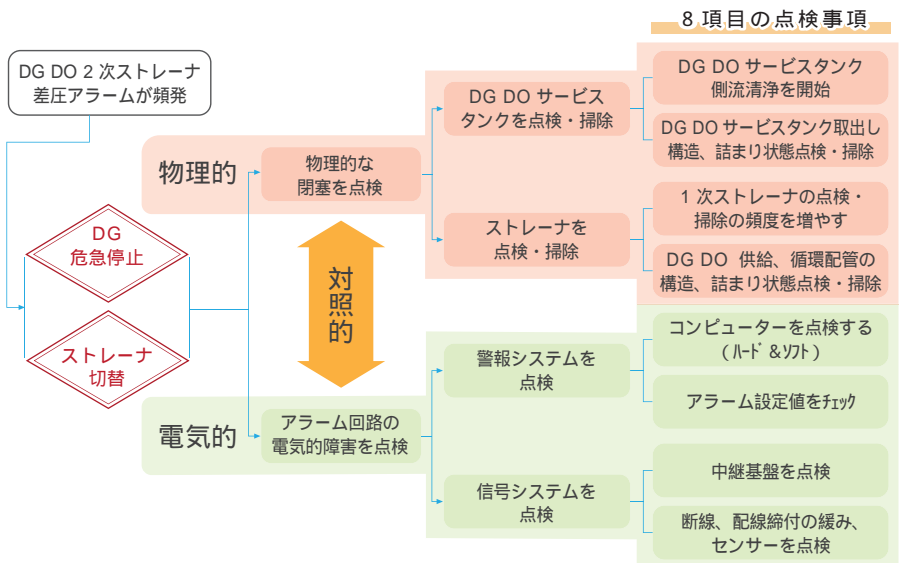 8項目の点検事項
DG DO 2次ストレーナ
差圧アラームが頻発
DG
危急停止
ストレーナ
切替
物理的
物理的な
閉塞を点検
対照的
電気的
アラーム回路の
電気的障害を点検
DG DO サービス
タンクを点検・掃除
ストレーナを
点検・掃除
警報システムを
点検
信号システムを
点検
DG DO サービスタンク
側流清浄を開始
DG DO サービスタンク取出し
構造、詰まり状態点検・掃除
1次ストレーナの点検・
掃除の頻度を増やす
DG DO 供給、循環配管の
構造、詰まり状態点検・掃除
コンピューターを点検する
（ﾊｰﾄﾞ&ｿﾌﾄ）
アラーム設定値をﾁｪｯｸ
中継基盤を点検
断線、配線締付の緩み、
センサーを点検